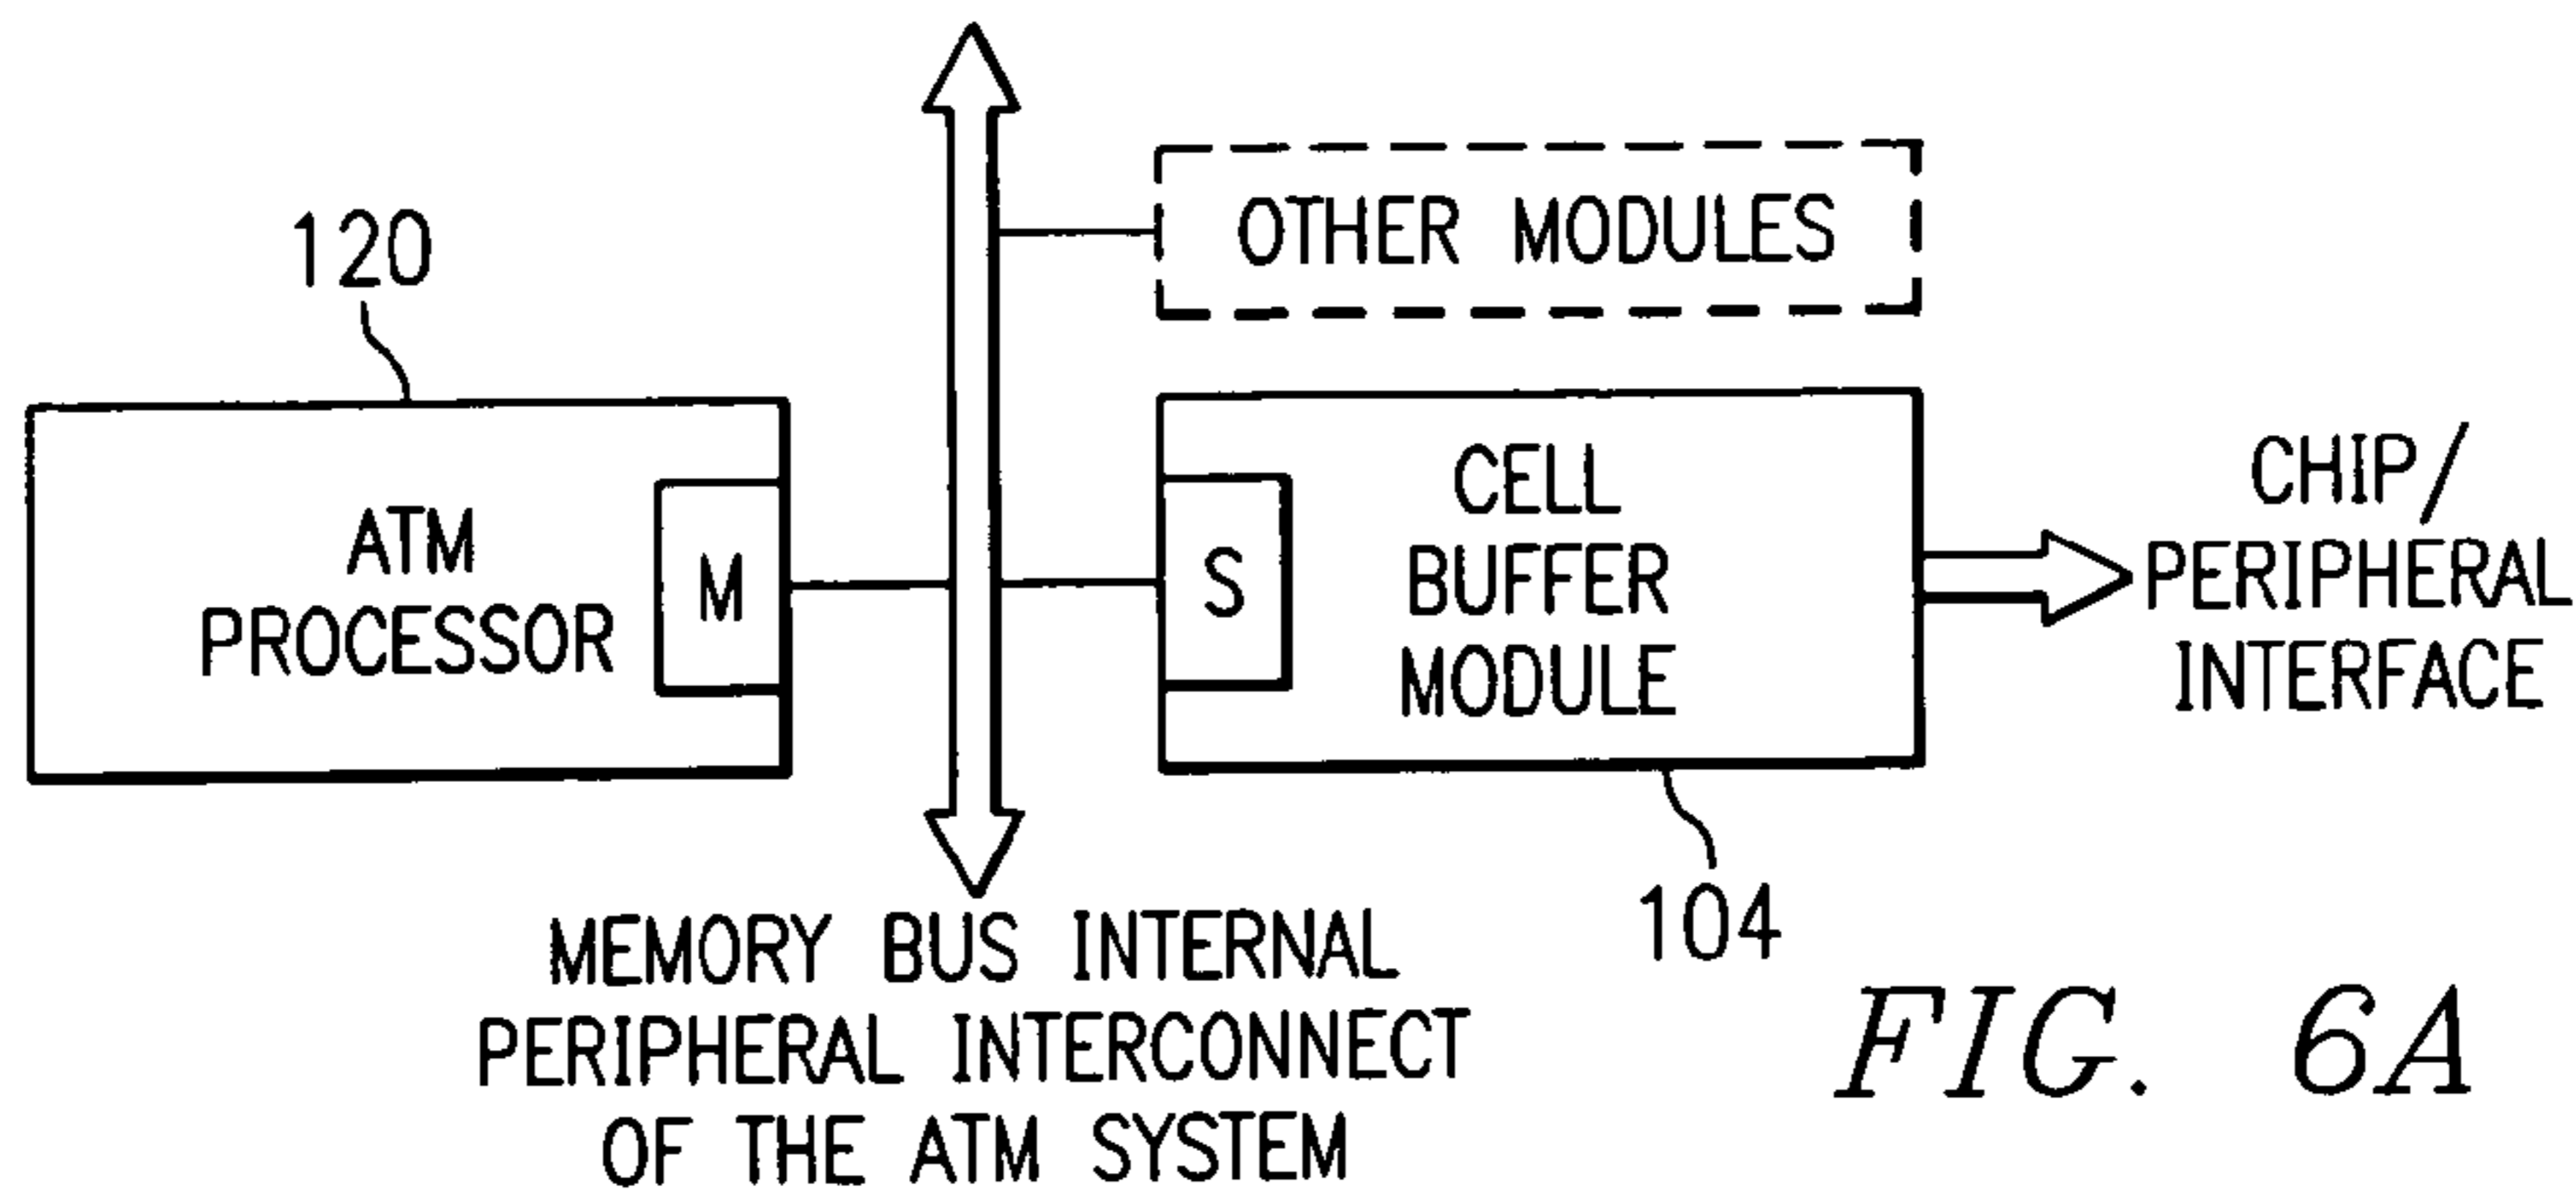 120
OTHER MODULES
ATM
PROCESSOR
M
S
CELL
BUFFER
MODULE
CHIP/
PERIPHERAL
INTERFACE
104
MEMORY BUS INTERNAL
PERIPHERAL INTERCONNECT
OF THE ATM SYSTEM
FIG. 6A